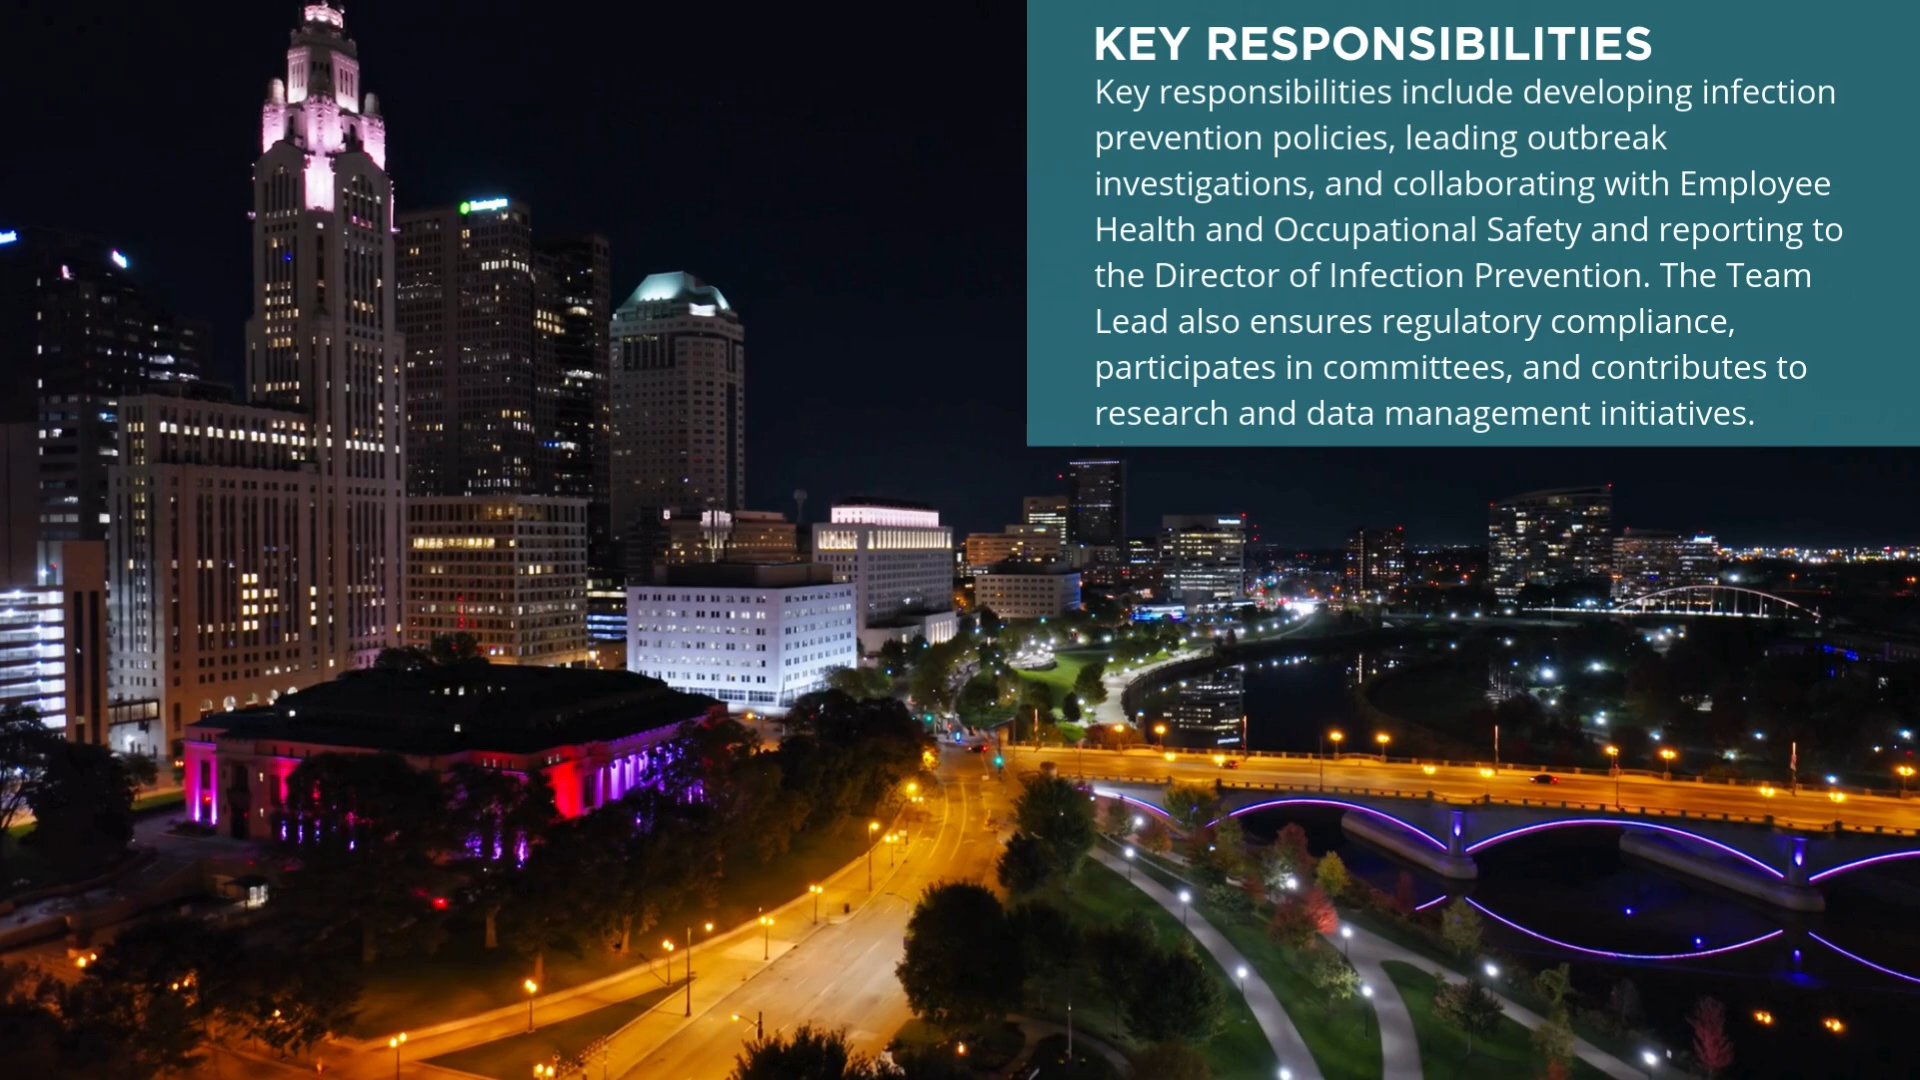 KEY RESPONSIBILITIES
Key responsibilities include developing infection
prevention policies, leading outbreak
investigations, and collaborating with Employee
Health and Occupational Safety and reporting to
the Director of Infection Prevention. The Team
Lead also ensures regulatory compliance,
participates in committees, and contributes to
research and data management initiatives.
Huntington